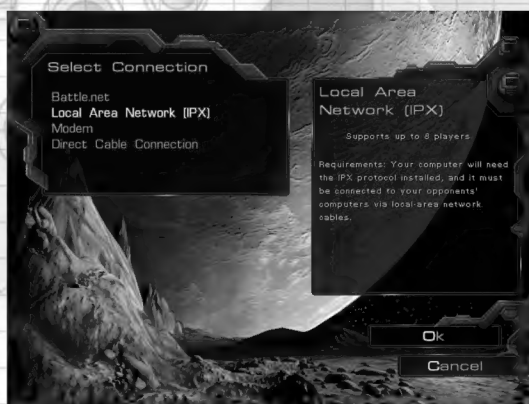 Select Connection
Battle.net
Local Area Network (IPX)
Modem
Direct Cable Connection
Local Area
Network (IPX)
Supports up to 8 players
Requirements: Your computer will need
the IPX protocol installed, and it must
be connected to your opponents'
computers via local-area network
cables.
Ok
Cancel